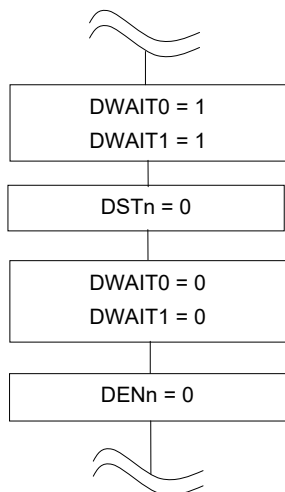 DWAIT0 = 1
DWAIT1 = 1
DSTn = 0
DWAIT0 = 0
DWAIT1 = 0
DENn = 0